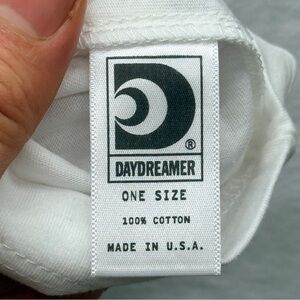 ®
DAYDREAMER
ONE SIZE
100% COTTON
MADE IN U.S.A.